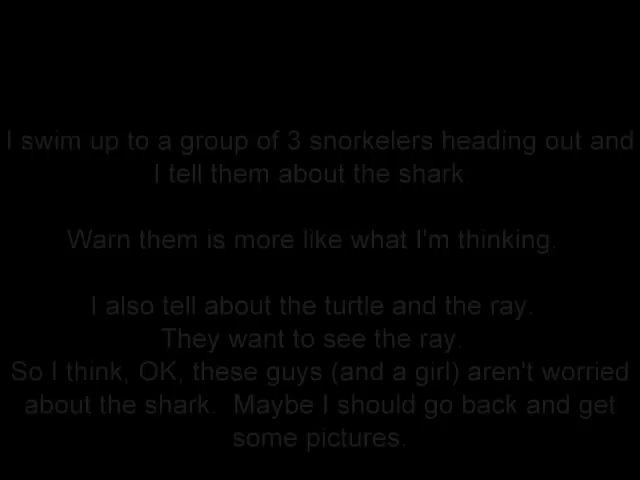 I swim up to a group of 3 snorkelers heading out and
I tell them about the shark.
Warn them is more like what I'm thinking.
I also tell about the turtle and the ray.
They want to see the ray.
So I think, OK, these guys (and a girl) aren't worried
about the shark.  Maybe I should go back and get
some pictures.